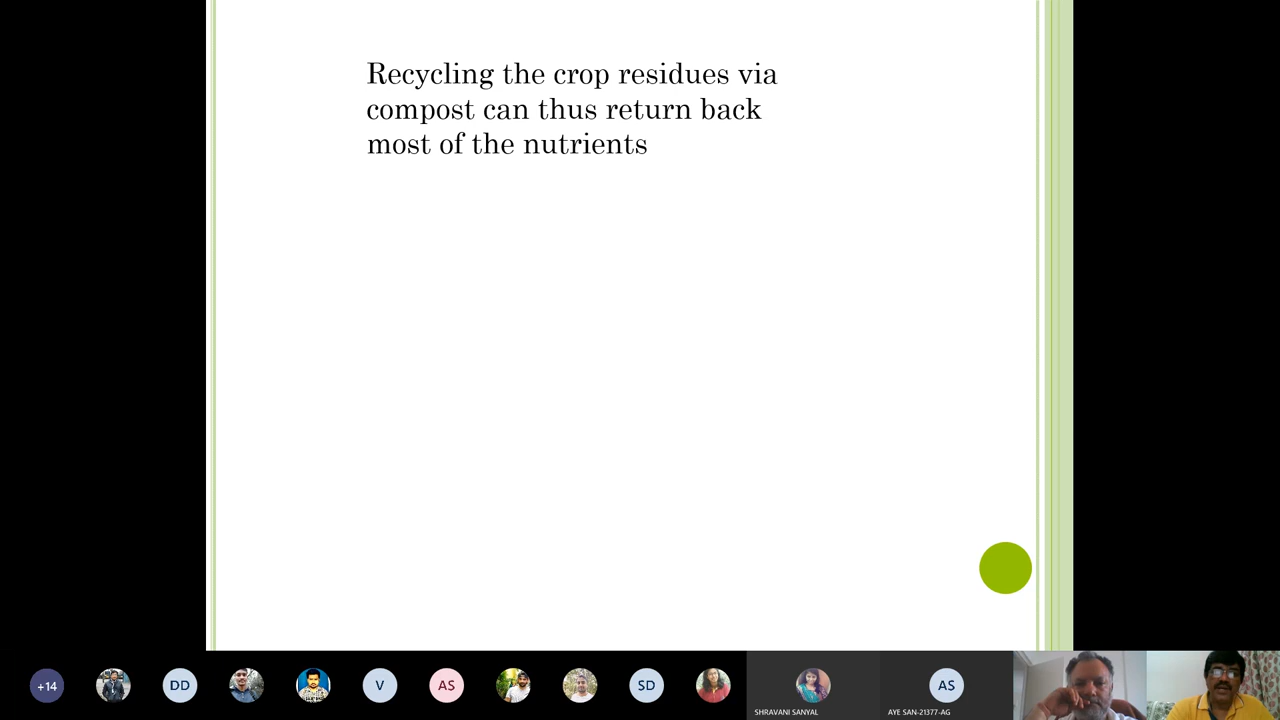 Recycling the crop residues via
compost can thus return back
most of the nutrients
+14
DD
V
AS
SD
SHRAVANI SANYAL
AS
AYE SAN-21377-AG